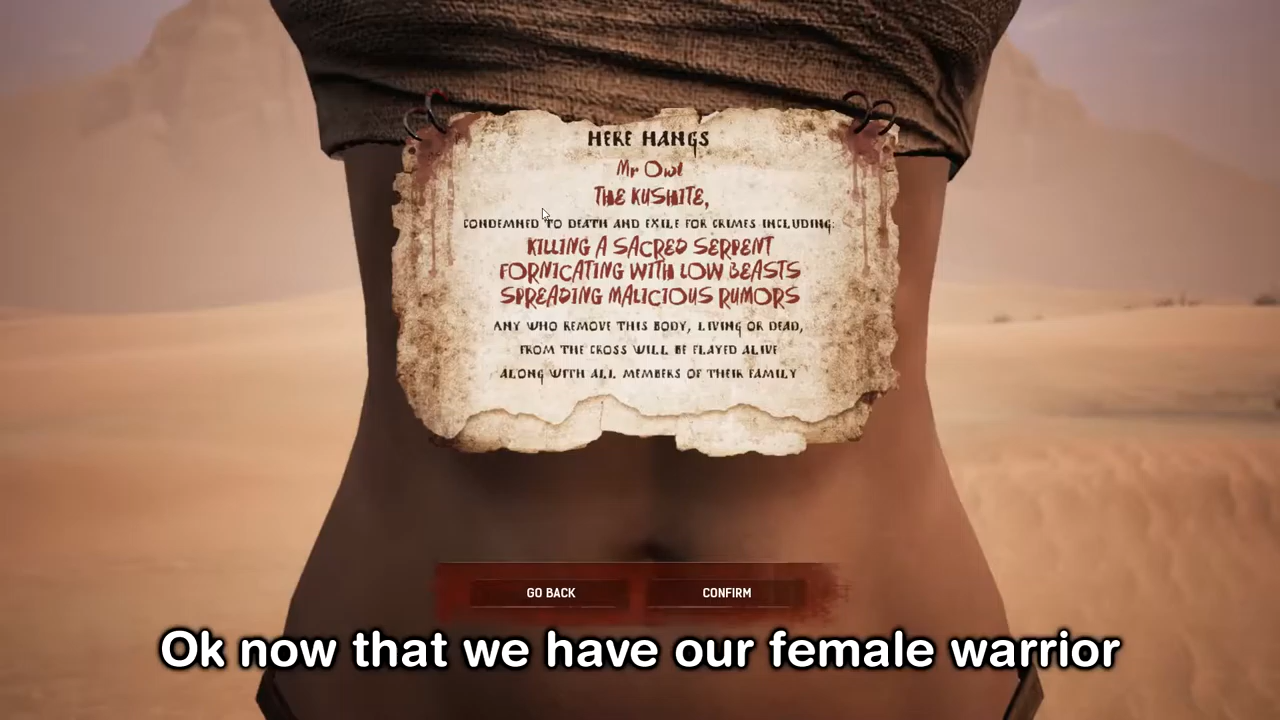 HERE HANGS
Mr Owl
THE KUSHITE,
CONDEMNED TO DEATH AND EXILE FOR CRIMES INCLUDING:
KILLING A SACRED SERPENT
FORNICATING WITH LOW BEASTS
SPREADING MALICIOUS RUMORS
ANY WHO REMOVE THIS BODY, LIVING OR DEAD,
FROM THE CROSS WILL BE FLAYED ALIVE
ALONG WITH ALL MEMBERS OF THEIR FAMILY
GO BACK CONFIRM
Ok now that we have our female warrior